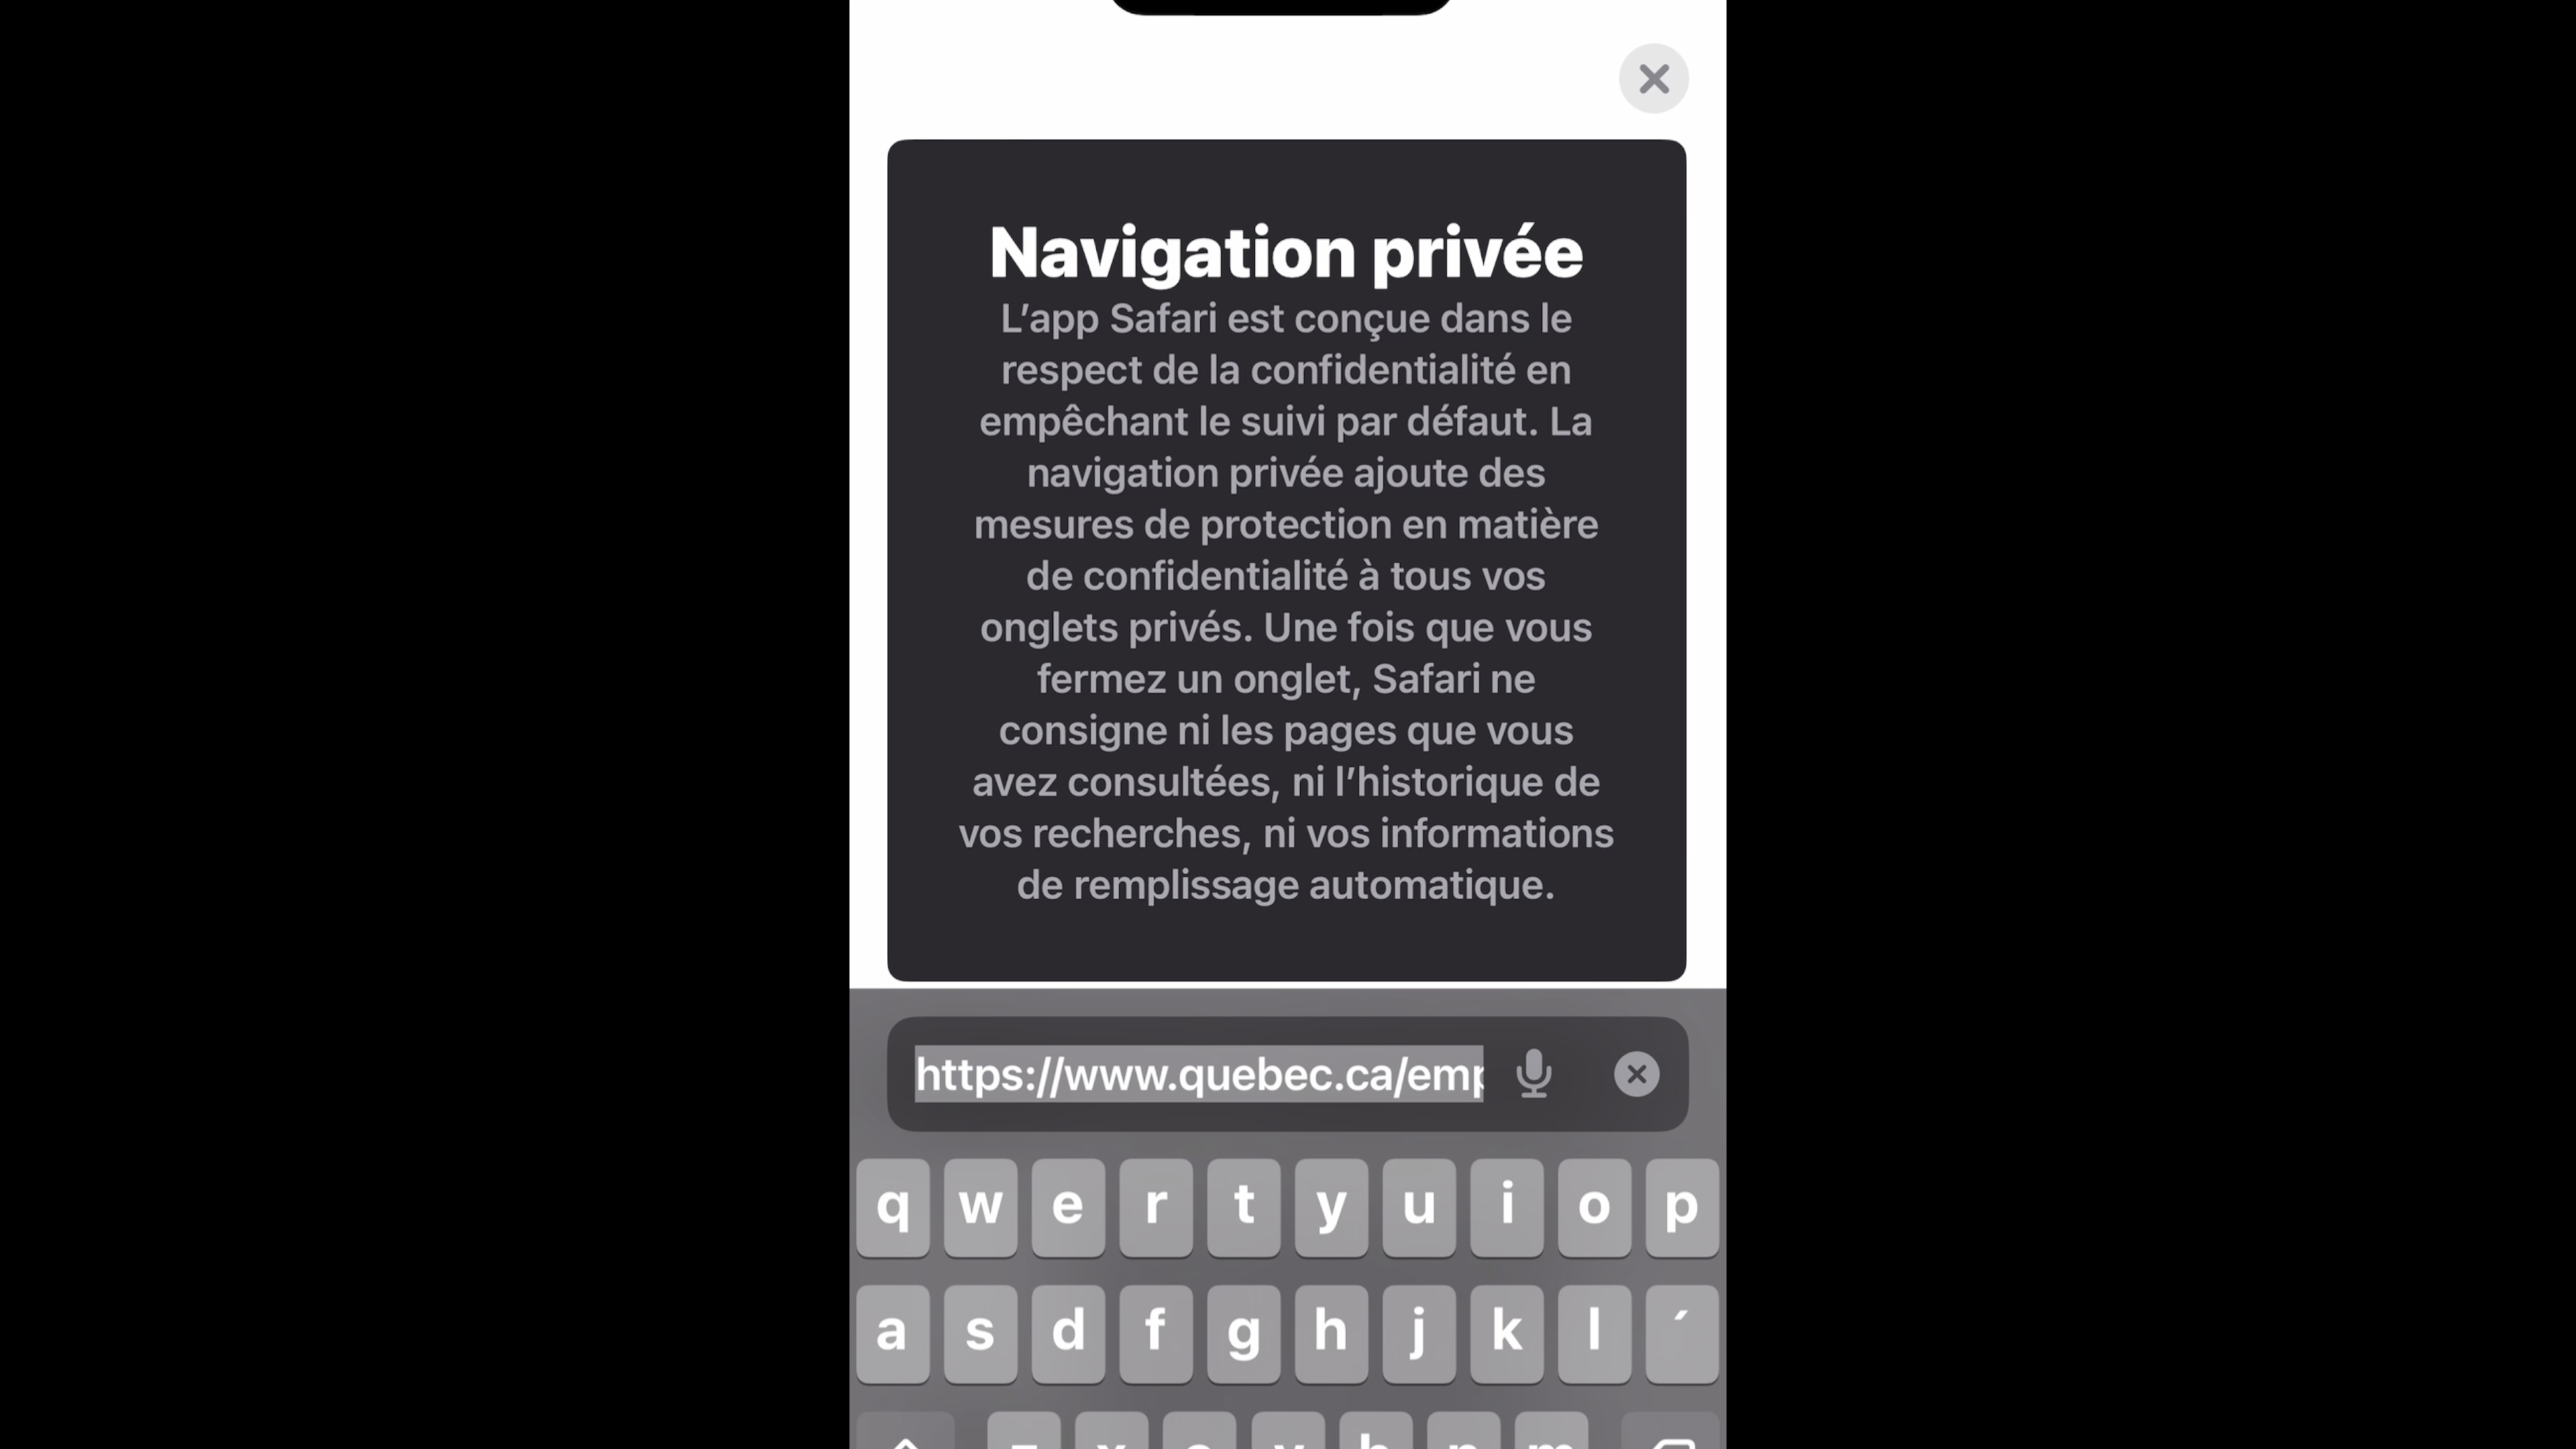 Navigation privée
L’app Safari est conçue dans le
respect de la confidentialité en
empêchant le suivi par défaut. La
navigation privée ajoute des
mesures de protection en matière
de confidentialité à tous vos
onglets privés. Une fois que vous
fermez un onglet, Safari ne
consigne ni les pages que vous
avez consultées, ni l’historique de
vos recherches, ni vos informations
de remplissage automatique.
https://www.quebec.ca/emp
q w e r t y u i o p
a s d f g h j k l ´
z x c v b n m